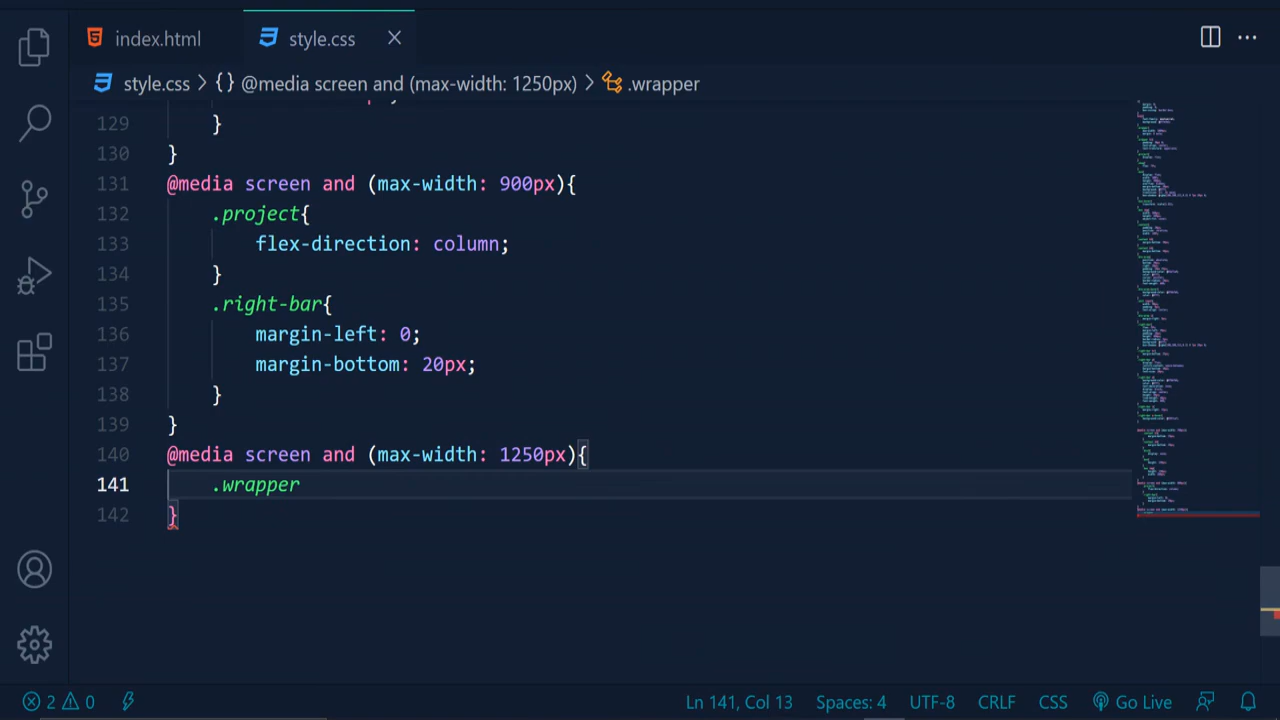 index.html
style.css
style.css > {} @media screen and (max-width: 1250px) > .wrapper
129 }
130 }
131 @media screen and (max-width: 900px){
132 .project{
133 flex-direction: column;
134 }
135 .right-bar{
136 margin-left: 0;
137 margin-bottom: 20px;
138 }
139 }
140 @media screen and (max-width: 1250px){
141 .wrapper
142 }
2 0 Ln 141, Col 13 Spaces: 4 UTF-8 CRLF CSS Go Live